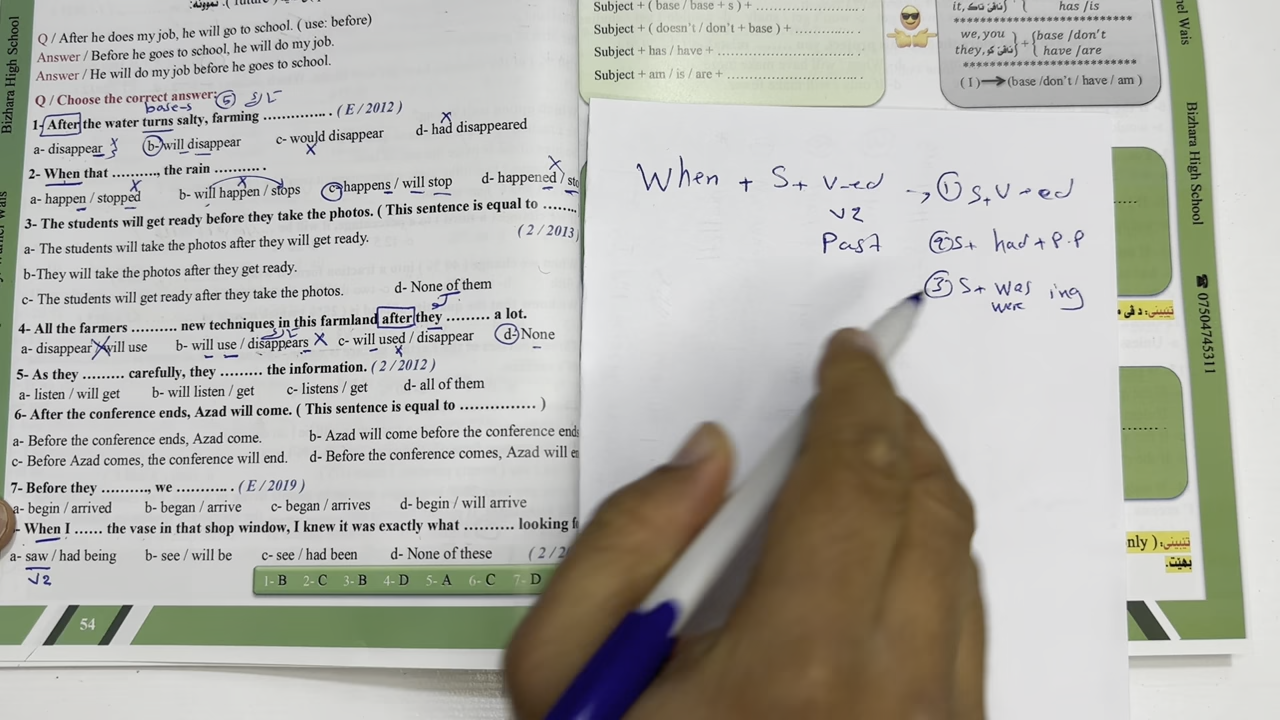 نموونە:
Q / After he does my job, he will go to school. ( use: before)
Answer / Before he goes to school, he will do my job.
Answer / He will do my job before he goes to school.
Q / Choose the correct answer: 5
base-s
1- After the water turns salty, farming .............. . ( E / 2012 )
a- disappear b- will disappear c- would disappear d- had disappeared
2- When that .........., the rain ........... .
a- happen / stopped b- will happen / stops c- happens / will stop d- happened /
3- The students will get ready before they take the photos. ( This sentence is equal to ........
( 2 / 2013
a- The students will take the photos after they will get ready.
b-They will take the photos after they get ready.
c- The students will get ready after they take the photos. d- None of them
4- All the farmers .......... new techniques in this farmland after they .......... a lot.
a- disappear / will use b- will use / disappears c- will used / disappear d- None
5- As they ......... carefully, they ......... the information. ( 2 / 2012 )
a- listen / will get b- will listen / get c- listens / get d- all of them
6- After the conference ends, Azad will come. ( This sentence is equal to ............... )
a- Before the conference ends, Azad come. b- Azad will come before the conference
c- Before Azad comes, the conference will end. d- Before the conference comes, Azad will
7- Before they .........., we ........... . ( E / 2019 )
a- begin / arrived b- began / arrive c- began / arrives d- begin / will arrive
- When I ...... the vase in that shop window, I knew it was exactly what .......... looking
a- saw / had being b- see / will be c- see / had been d- None of these
V2
1- B 2- C 3- B 4- D 5- A 6- C 7- D
54
Bizhara High School
Subject + ( base / base + s ) + ........................ .
Subject + ( doesn't / don't + base ) + ............... .
Subject + has / have + ................................... .
Subject + am / is / are + ............................... .
it, has /is
********************************
we, you + base /don't
they, have /are
********************************
( I ) → (base /don't / have / am )
When + S + V-ed → ① S + V-ed
V2
Past ② S + had + P.P
③ S + was ing
were
Wais
Bizhara High School
☎ 07504745311
تێبینی:
nly ) تێبینی: